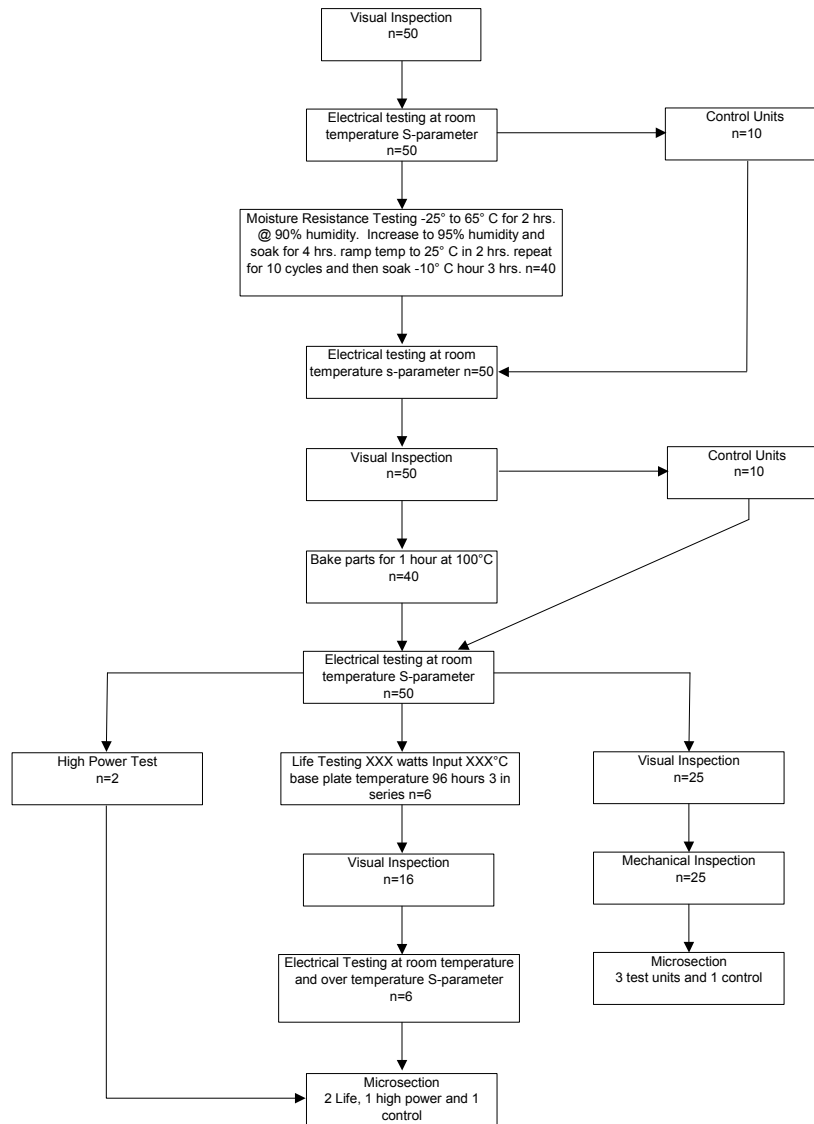 Visual Inspection
n=50
Electrical testing at room
temperature S-parameter
n=50
Control Units
n=10
Moisture Resistance Testing -25° to 65° C for 2 hrs.
@ 90% humidity. Increase to 95% humidity and
soak for 4 hrs. ramp temp to 25° C in 2 hrs. repeat
for 10 cycles and then soak -10° C hour 3 hrs. n=40
Electrical testing at room
temperature s-parameter n=50
Visual Inspection
n=50
Control Units
n=10
Bake parts for 1 hour at 100°C
n=40
Electrical testing at room
temperature S-parameter
n=50
High Power Test
n=2
Life Testing XXX watts Input XXX°C
base plate temperature 96 hours 3 in
series n=6
Visual Inspection
n=25
Visual Inspection
n=16
Mechanical Inspection
n=25
Electrical Testing at room temperature
and over temperature S-parameter
n=6
Microsection
3 test units and 1 control
Microsection
2 Life, 1 high power and 1
control